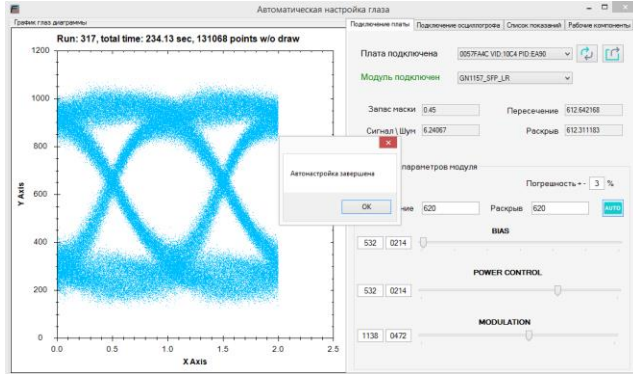 Автоматическая настройка глаза
График глаз диаграммы
Run: 317, total time: 234.13 sec, 131068 points w/o draw
1200
1000
800
600
400
200
0
Y Axis
0.0 0.5 1.0 1.5 2.0 2.5
X Axis
Подключение платы Подключение осциллогрофа Список показаний Рабочие компоненты
Плата подключена 0057FA4C VID:10C4 PID:EA90
Модуль подключен GN1157_SFP_LR
Запас маски 0.45 Пересечение 612.642168
Сигнал \ Шум 6.24067 Раскрыв 612.311183
Автонастройка завершена
OK
параметров модуля
Погрешность +- 3 %
ние 620 Раскрыв 620 AUTO
BIAS
532 0214
POWER CONTROL
532 0214
MODULATION
1138 0472